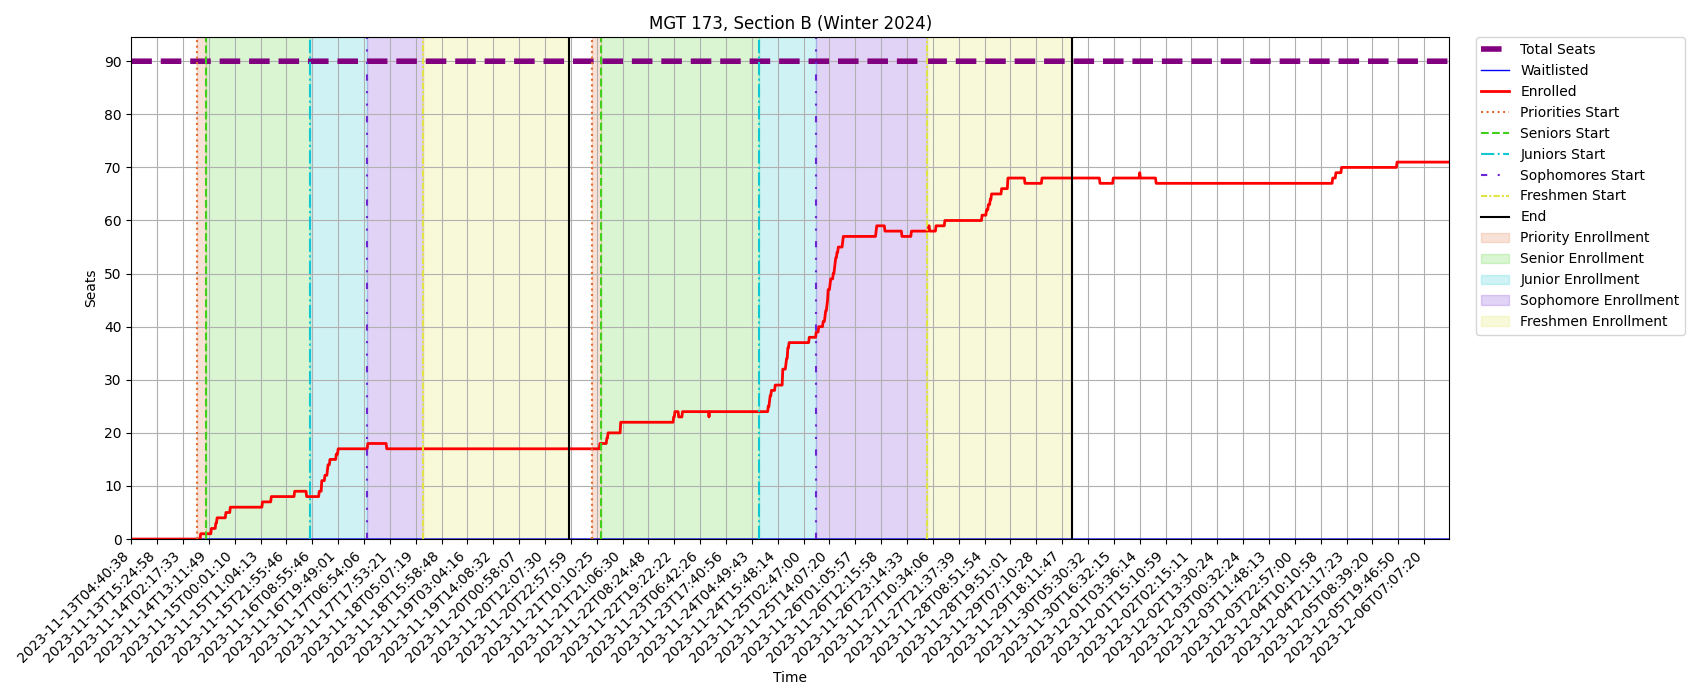 MGT 173, Section B (Winter 2024)
Seats
90
80
70
60
50
40
30
20
10
0
2023-11-13T04:40:38
2023-11-13T15:24:58
2023-11-14T02:17:33
2023-11-14T13:11:49
2023-11-15T00:01:10
2023-11-15T11:04:13
2023-11-15T21:55:46
2023-11-16T08:55:46
2023-11-16T19:49:01
2023-11-17T06:54:06
2023-11-17T17:53:21
2023-11-18T05:07:19
2023-11-18T15:58:48
2023-11-19T03:04:16
2023-11-19T14:08:32
2023-11-20T00:58:07
2023-11-20T12:07:30
2023-11-20T22:57:59
2023-11-21T10:10:25
2023-11-21T21:06:30
2023-11-22T08:24:48
2023-11-22T19:22:22
2023-11-23T06:42:26
2023-11-23T17:40:56
2023-11-24T04:49:43
2023-11-24T15:48:14
2023-11-25T02:47:00
2023-11-25T14:07:20
2023-11-26T01:05:57
2023-11-26T12:15:58
2023-11-26T23:14:33
2023-11-27T10:34:06
2023-11-27T21:37:39
2023-11-28T08:51:54
2023-11-28T19:51:01
2023-11-29T07:10:28
2023-11-29T18:11:47
2023-11-30T05:30:32
2023-11-30T16:32:15
2023-12-01T03:36:14
2023-12-01T15:10:59
2023-12-02T02:15:11
2023-12-02T13:30:24
2023-12-03T00:32:24
2023-12-03T11:48:13
2023-12-03T22:57:00
2023-12-04T10:10:58
2023-12-04T21:17:23
2023-12-05T08:39:20
2023-12-05T19:46:50
2023-12-06T07:07:20
Time
Total Seats
Waitlisted
Enrolled
Priorities Start
Seniors Start
Juniors Start
Sophomores Start
Freshmen Start
End
Priority Enrollment
Senior Enrollment
Junior Enrollment
Sophomore Enrollment
Freshmen Enrollment